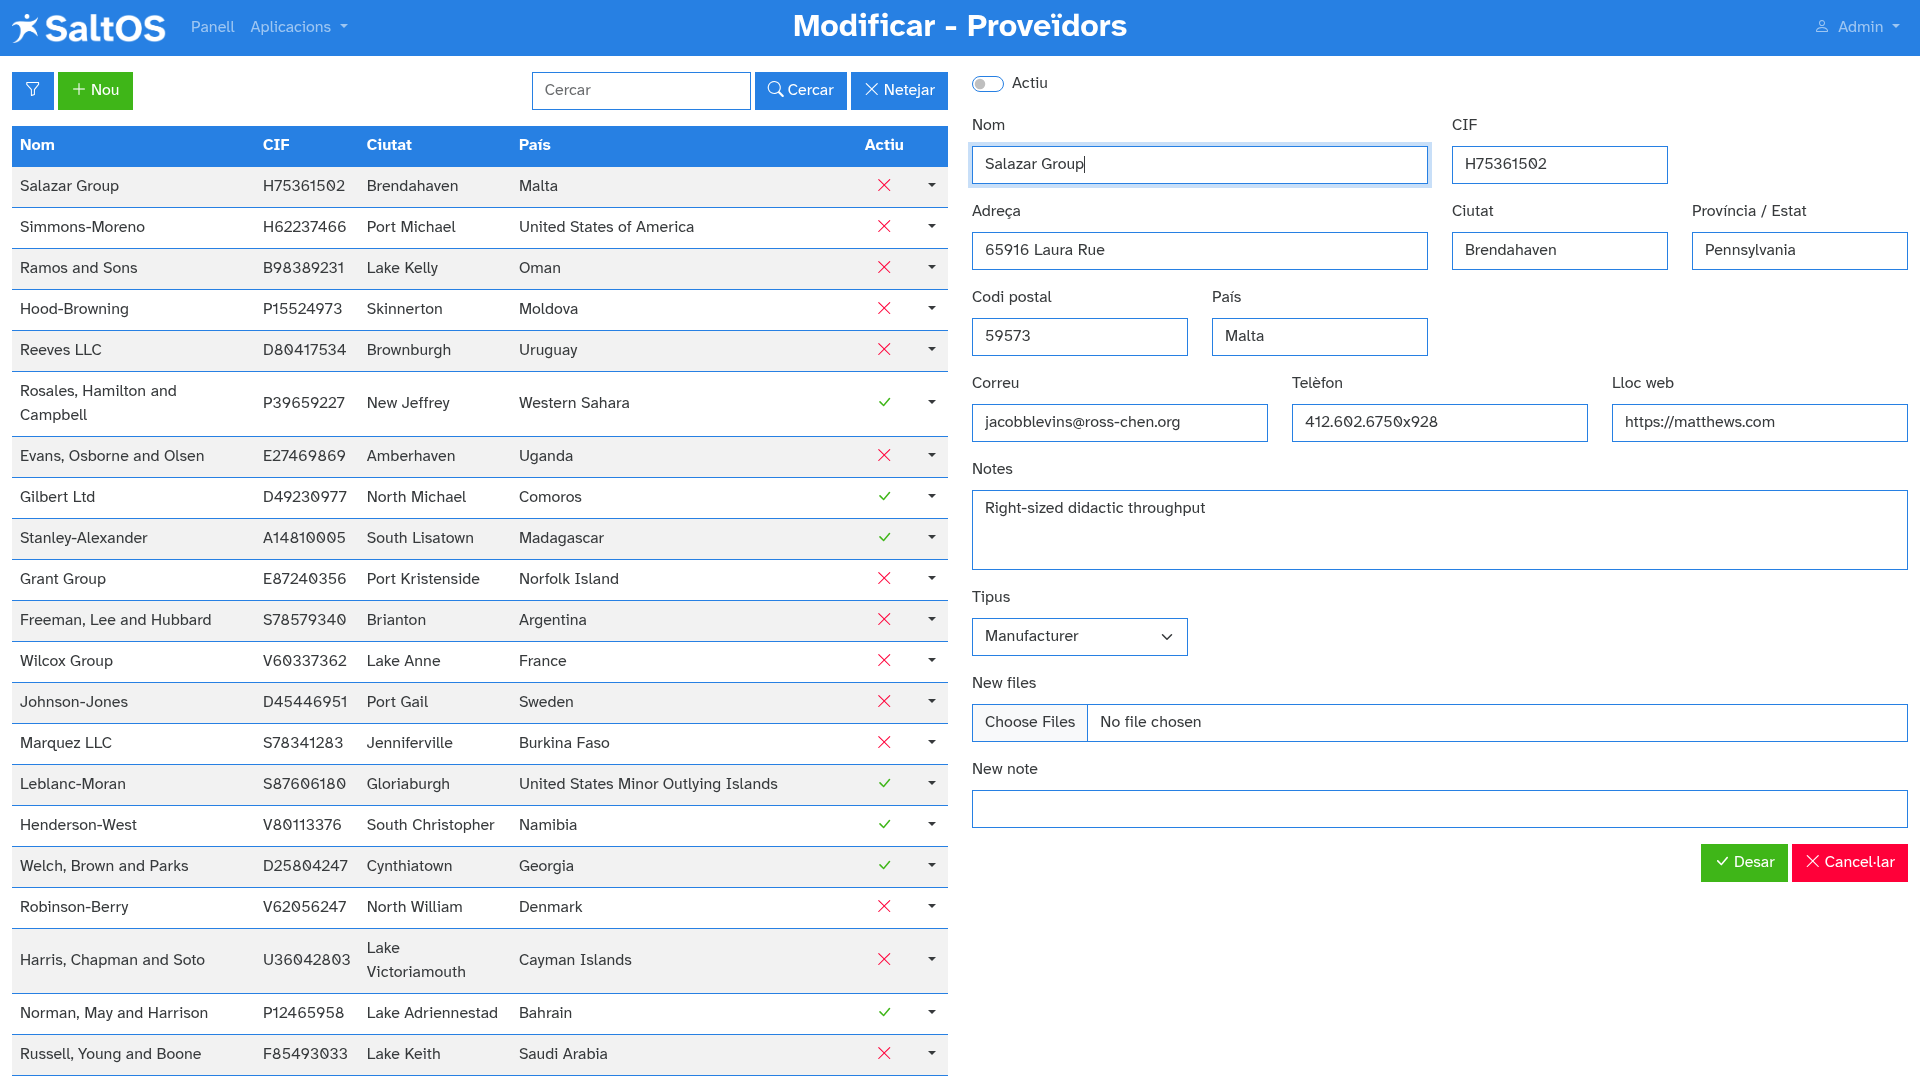 SaltOS Panell Aplicacions Modificar - Proveïdors Admin
Nou Cercar Cercar Netejar
Nom CIF Ciutat País Actiu
Salazar Group H75361502 Brendahaven Malta
Simmons-Moreno H62237466 Port Michael United States of America
Ramos and Sons B98389231 Lake Kelly Oman
Hood-Browning P15524973 Skinnerton Moldova
Reeves LLC D80417534 Brownburgh Uruguay
Rosales, Hamilton and
Campbell P39659227 New Jeffrey Western Sahara
Evans, Osborne and Olsen E27469869 Amberhaven Uganda
Gilbert Ltd D49230977 North Michael Comoros
Stanley-Alexander A14810005 South Lisatown Madagascar
Grant Group E87240356 Port Kristenside Norfolk Island
Freeman, Lee and Hubbard S78579340 Brianton Argentina
Wilcox Group V60337362 Lake Anne France
Johnson-Jones D45446951 Port Gail Sweden
Marquez LLC S78341283 Jenniferville Burkina Faso
Leblanc-Moran S87606180 Gloriaburgh United States Minor Outlying Islands
Henderson-West V80113376 South Christopher Namibia
Welch, Brown and Parks D25804247 Cynthiatown Georgia
Robinson-Berry V62056247 North William Denmark
Harris, Chapman and Soto U36042803 Lake
Victoriamouth Cayman Islands
Norman, May and Harrison P12465958 Lake Adriennestad Bahrain
Russell, Young and Boone F85493033 Lake Keith Saudi Arabia
Actiu
Nom CIF
Salazar Group H75361502
Adreça Ciutat Província / Estat
65916 Laura Rue Brendahaven Pennsylvania
Codi postal País
59573 Malta
Correu Telèfon Lloc web
jacobblevins@ross-chen.org 412.602.6750x928 https://matthews.com
Notes
Right-sized didactic throughput
Tipus
Manufacturer
New files
Choose Files No file chosen
New note
Desar Cancel·lar